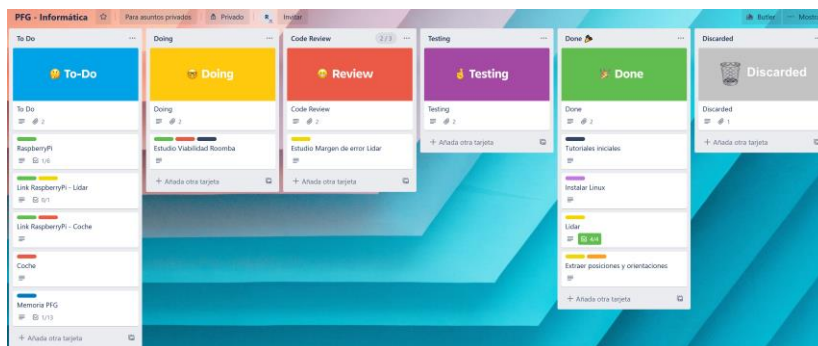 PFG - Informática
Para asuntos privados
Privado
Invitar
Butler
To Do
To-Do
To Do
2
RaspberryPi
1/6
Link RaspberryPi - Lidar
0/1
Link RaspberryPi - Coche
Coche
Memoria PFG
1/13
+ Añada otra tarjeta
Doing
Doing
Doing
2
Estudio Viabilidad Roomba
+ Añada otra tarjeta
Code Review
2/3
Review
Code Review
2
Estudio Margen de error Lidar
+ Añada otra tarjeta
Testing
Testing
Testing
2
+ Añada otra tarjeta
Done
Done
Done
2
Tutoriales iniciales
Instalar Linux
Lidar
4/4
Extraer posiciones y orientaciones
+ Añada otra tarjeta
Discarded
Discarded
Discarded
1
+ Añada otra tarjeta